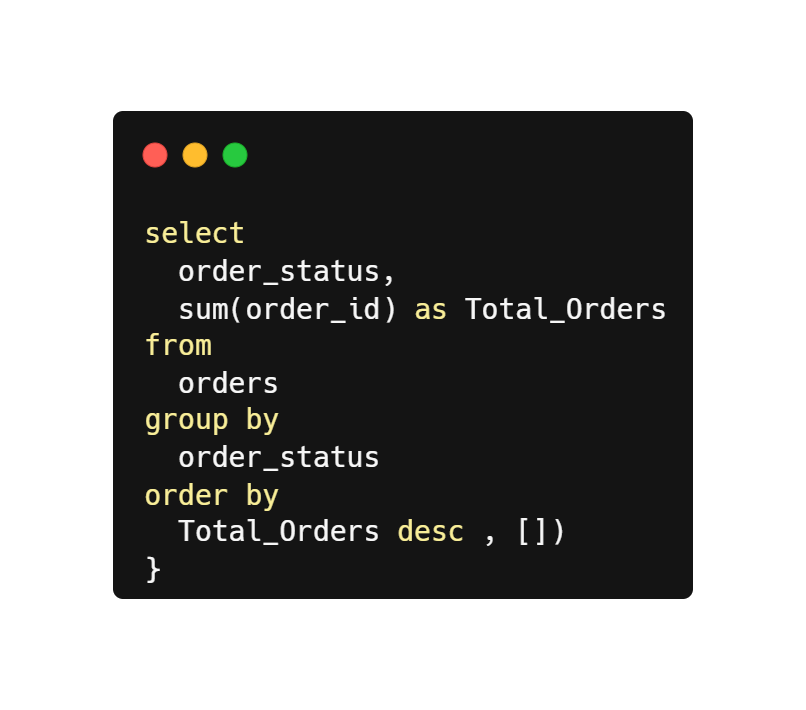 select
  order_status,
  sum(order_id) as Total_Orders
from
  orders
group by
  order_status
order by
  Total_Orders desc , [])
}